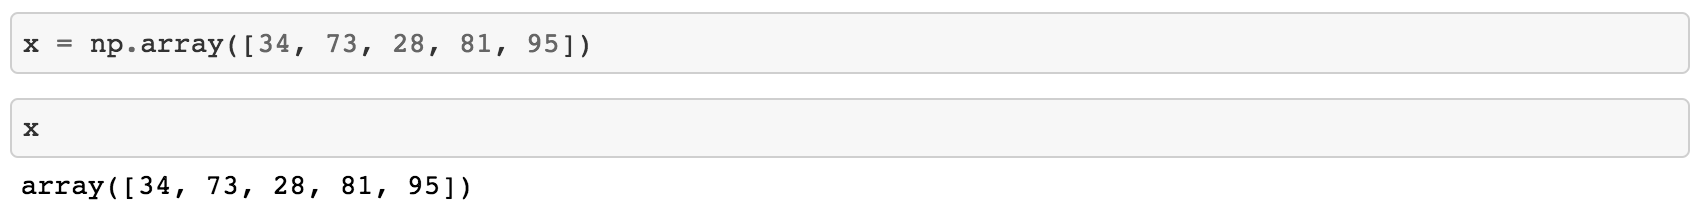 x = np.array([34, 73, 28, 81, 95])
x
array([34, 73, 28, 81, 95])